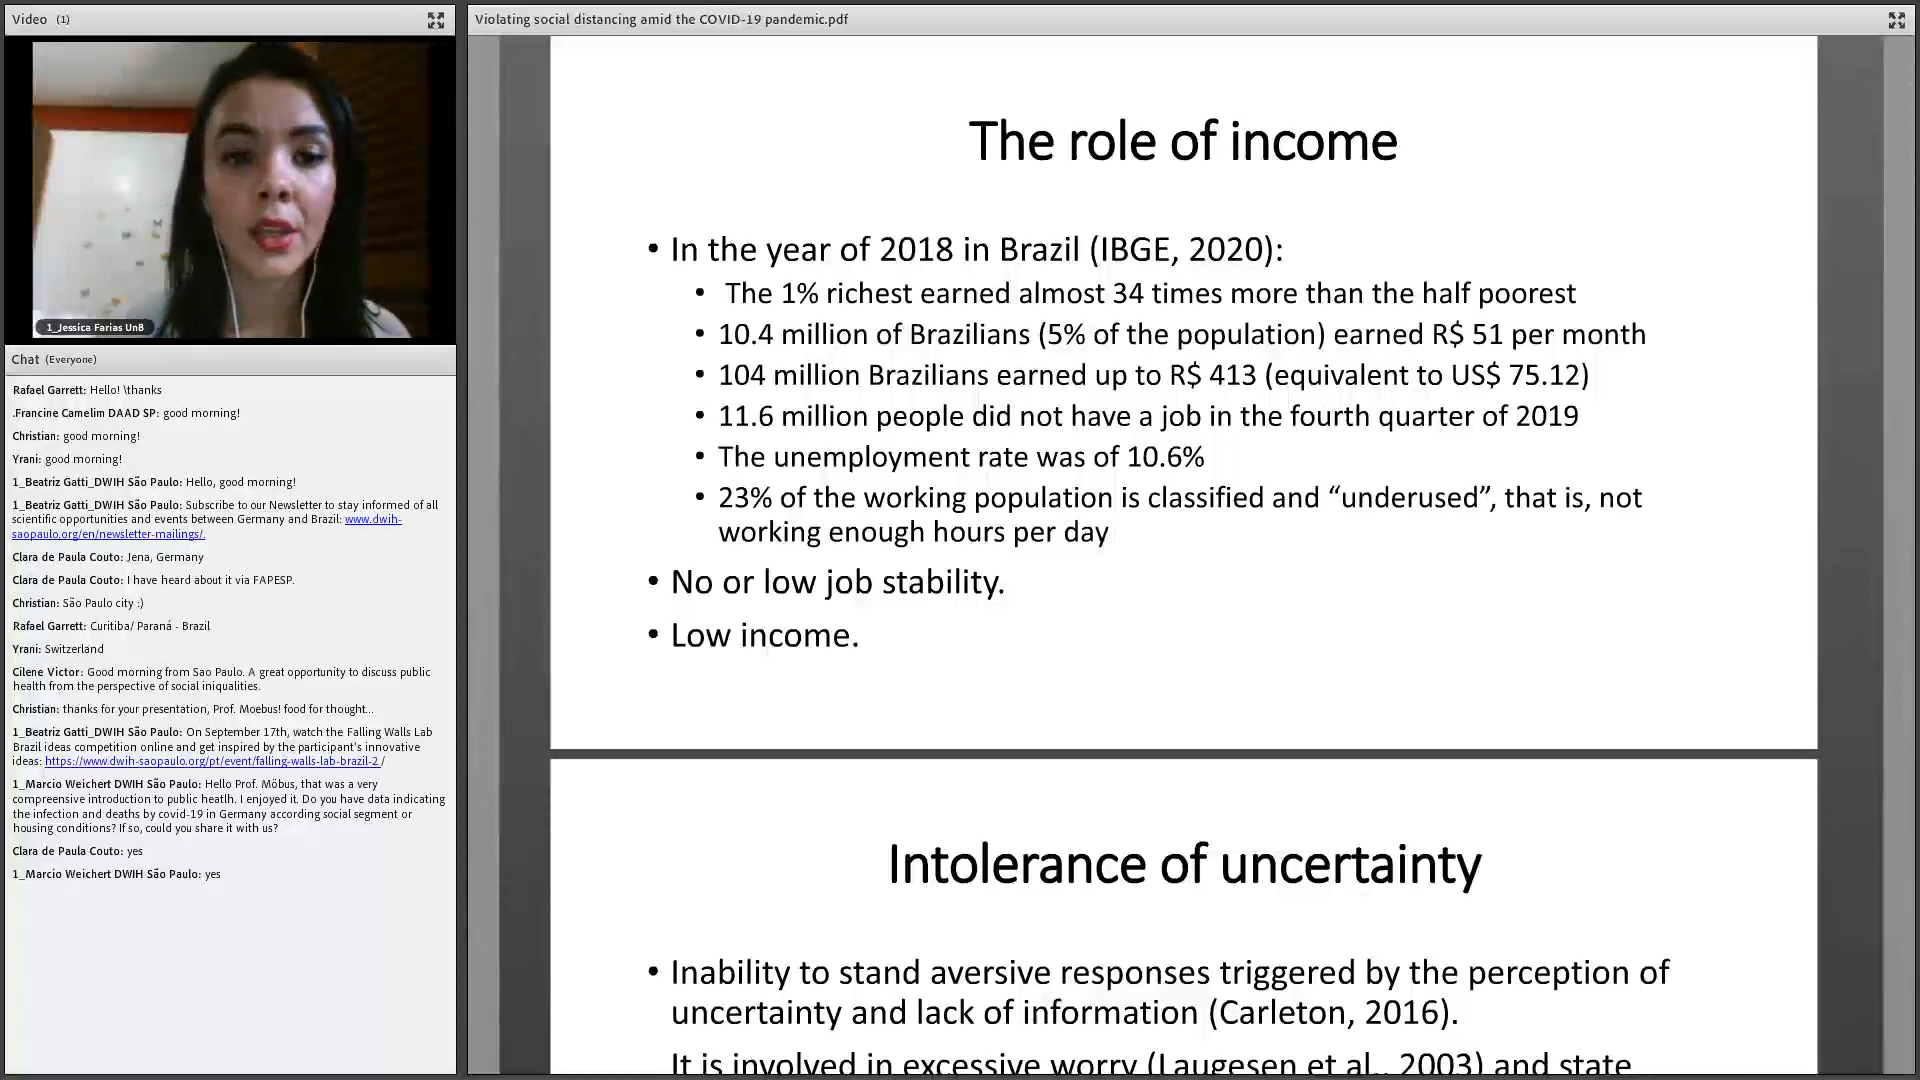 Video (1)
1_Jessica Farias UnB
Chat (Everyone)
Rafael Garrett: Hello! \thanks
.Francine Camelim DAAD SP: good morning!
Christian: good morning!
Yrani: good morning!
1_Beatriz Gatti_DWIH São Paulo: Hello, good morning!
1_Beatriz Gatti_DWIH São Paulo: Subscribe to our Newsletter to stay informed of all
scientific opportunities and events between Germany and Brazil: www.dwih-
saopaulo.org/en/newsletter-mailings/.
Clara de Paula Couto: Jena, Germany
Clara de Paula Couto: I have heard about it via FAPESP.
Christian: São Paulo city :)
Rafael Garrett: Curitiba/ Paraná - Brazil
Yrani: Switzerland
Cilene Victor: Good morning from Sao Paulo. A great opportunity to discuss public
health from the perspective of social iniqualities.
Christian: thanks for your presentation, Prof. Moebus! food for thought...
1_Beatriz Gatti_DWIH São Paulo: On September 17th, watch the Falling Walls Lab
Brazil ideas competition online and get inspired by the participant's innovative
ideas: https://www.dwih-saopaulo.org/pt/event/falling-walls-lab-brazil-2 /
1_Marcio Weichert DWIH São Paulo: Hello Prof. Möbus, that was a very
compreensive introduction to public heatlh. I enjoyed it. Do you have data indicating
the infection and deaths by covid-19 in Germany according social segment or
housing conditions? If so, could you share it with us?
Clara de Paula Couto: yes
1_Marcio Weichert DWIH São Paulo: yes
Violating social distancing amid the COVID-19 pandemic.pdf
The role of income
• In the year of 2018 in Brazil (IBGE, 2020):
• The 1% richest earned almost 34 times more than the half poorest
• 10.4 million of Brazilians (5% of the population) earned R$ 51 per month
• 104 million Brazilians earned up to R$ 413 (equivalent to US$ 75.12)
• 11.6 million people did not have a job in the fourth quarter of 2019
• The unemployment rate was of 10.6%
• 23% of the working population is classified and “underused”, that is, not
working enough hours per day
• No or low job stability.
• Low income.
Intolerance of uncertainty
• Inability to stand aversive responses triggered by the perception of
uncertainty and lack of information (Carleton, 2016).
It is involved in excessive worry (Laugesen et al., 2003) and state